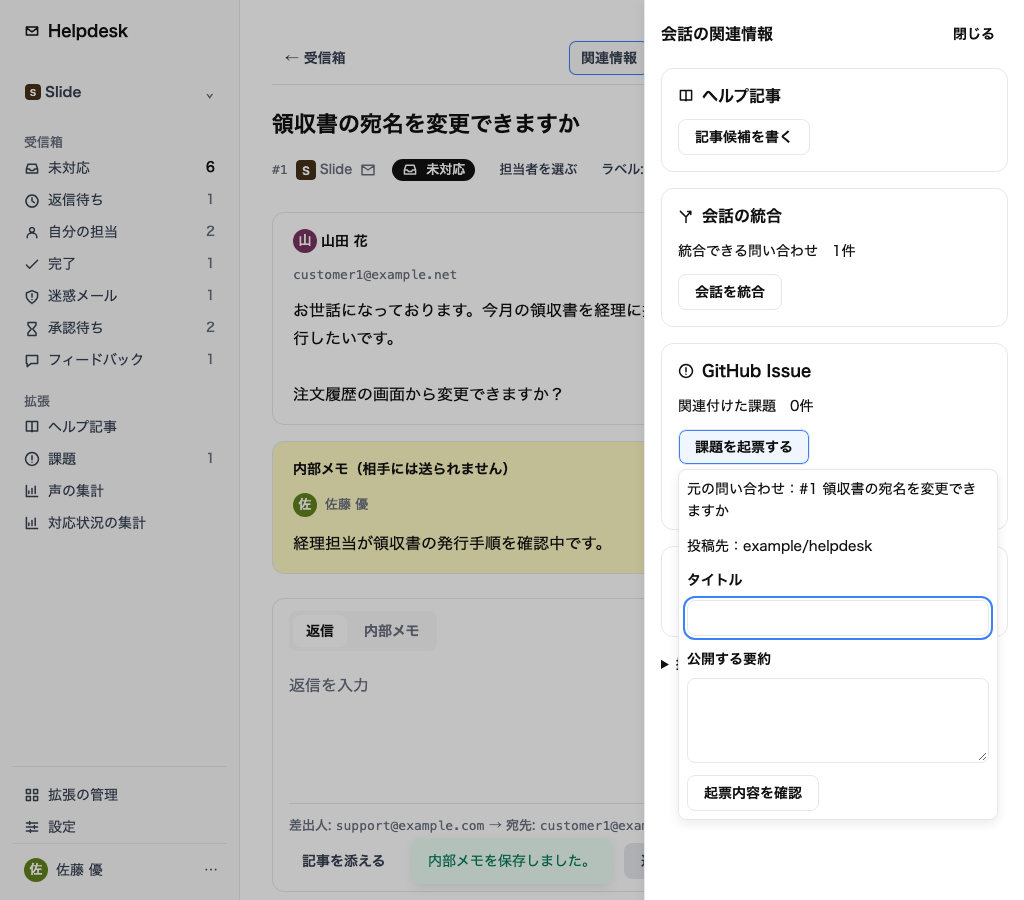 Helpdesk
S Slide
受信箱
未対応 6
返信待ち 1
自分の担当 2
完了 1
迷惑メール 1
承認待ち 2
フィードバック 1
拡張
ヘルプ記事
課題 1
声の集計
対応状況の集計
拡張の管理
設定
佐 佐藤 優 …
← 受信箱
関連情報
領収書の宛名を変更できますか
#1 S Slide 未対応 担当者を選ぶ ラベル:
山 山田 花
customer1@example.net
お世話になっております。今月の領収書を経理に
行したいです。
注文履歴の画面から変更できますか？
内部メモ（相手には送られません）
佐 佐藤 優
経理担当が領収書の発行手順を確認中です。
返信 内部メモ
返信を入力
差出人: support@example.com → 宛先: customer1@exam
記事を添える
内部メモを保存しました。
会話の関連情報
閉じる
ヘルプ記事
記事候補を書く
会話の統合
統合できる問い合わせ 1件
会話を統合
GitHub Issue
関連付けた課題 0件
課題を起票する
元の問い合わせ：#1 領収書の宛名を変更でき
ますか
投稿先：example/helpdesk
タイトル
公開する要約
起票内容を確認